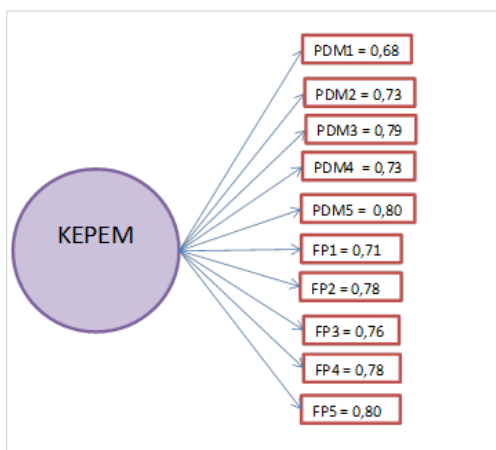 KEPEM
PDM1 = 0,68
PDM2 = 0,73
PDM3 = 0,79
PDM4 = 0,73
PDM5 = 0,80
FP1 = 0,71
FP2 = 0,78
FP3 = 0,76
FP4 = 0,78
FP5 = 0,80